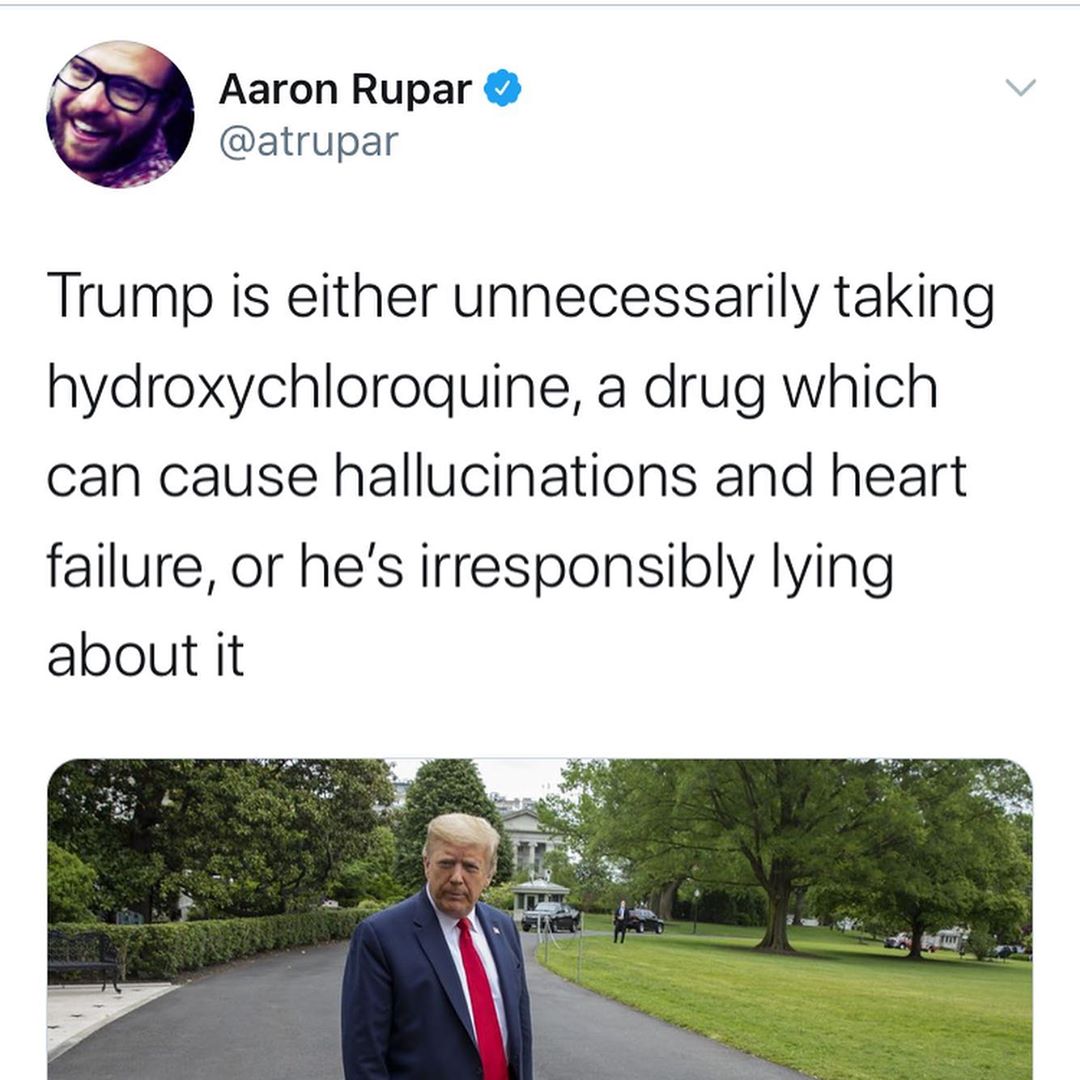 Aaron Rupar
@atrupar
Trump is either unnecessarily taking
hydroxychloroquine, a drug which
can cause hallucinations and heart
failure, or he’s irresponsibly lying
about it